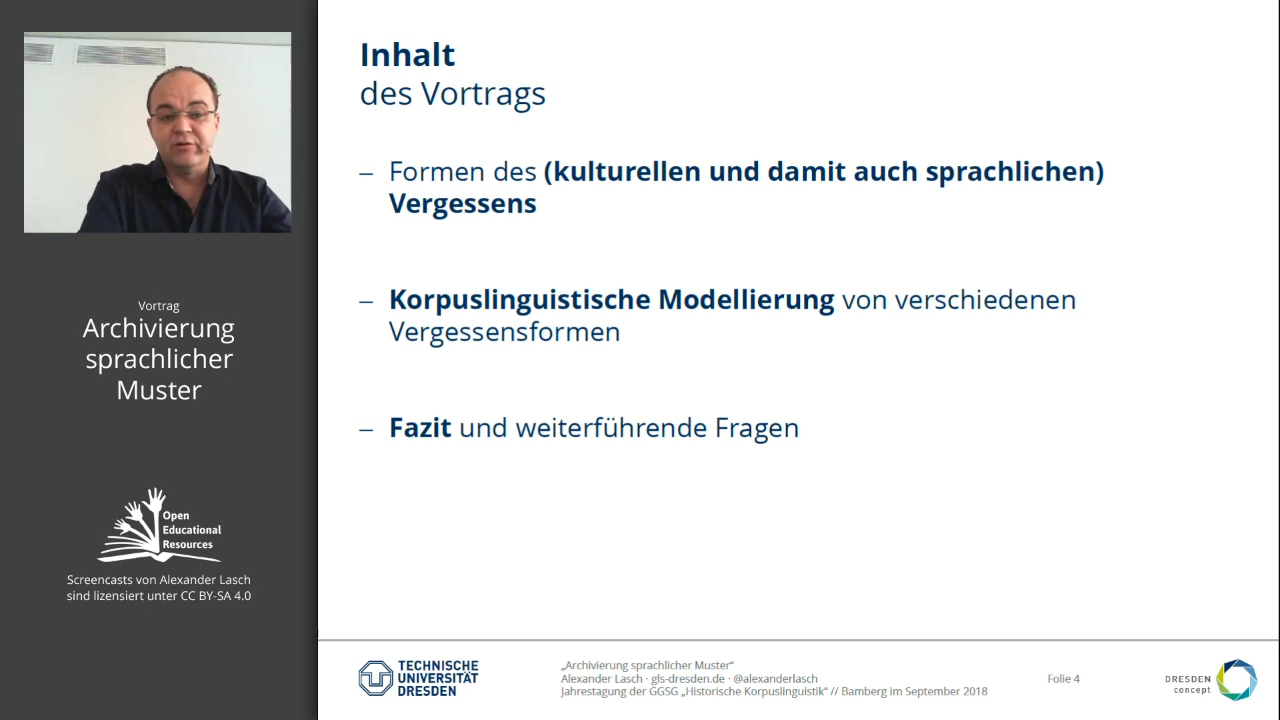 Vortrag
Archivierung
sprachlicher
Muster
Open
Educational
Resources
Screencasts von Alexander Lasch
sind lizensiert unter CC BY-SA 4.0
Inhalt
des Vortrags
– Formen des (kulturellen und damit auch sprachlichen)
Vergessens
– Korpuslinguistische Modellierung von verschiedenen
Vergessensformen
– Fazit und weiterführende Fragen
TECHNISCHE
UNIVERSITÄT
DRESDEN
„Archivierung sprachlicher Muster“
Alexander Lasch · gls-dresden.de · @alexanderlasch
Jahrestagung der GGSG „Historische Korpuslinguistik“ // Bamberg im September 2018
Folie 4
DRESDEN
concept